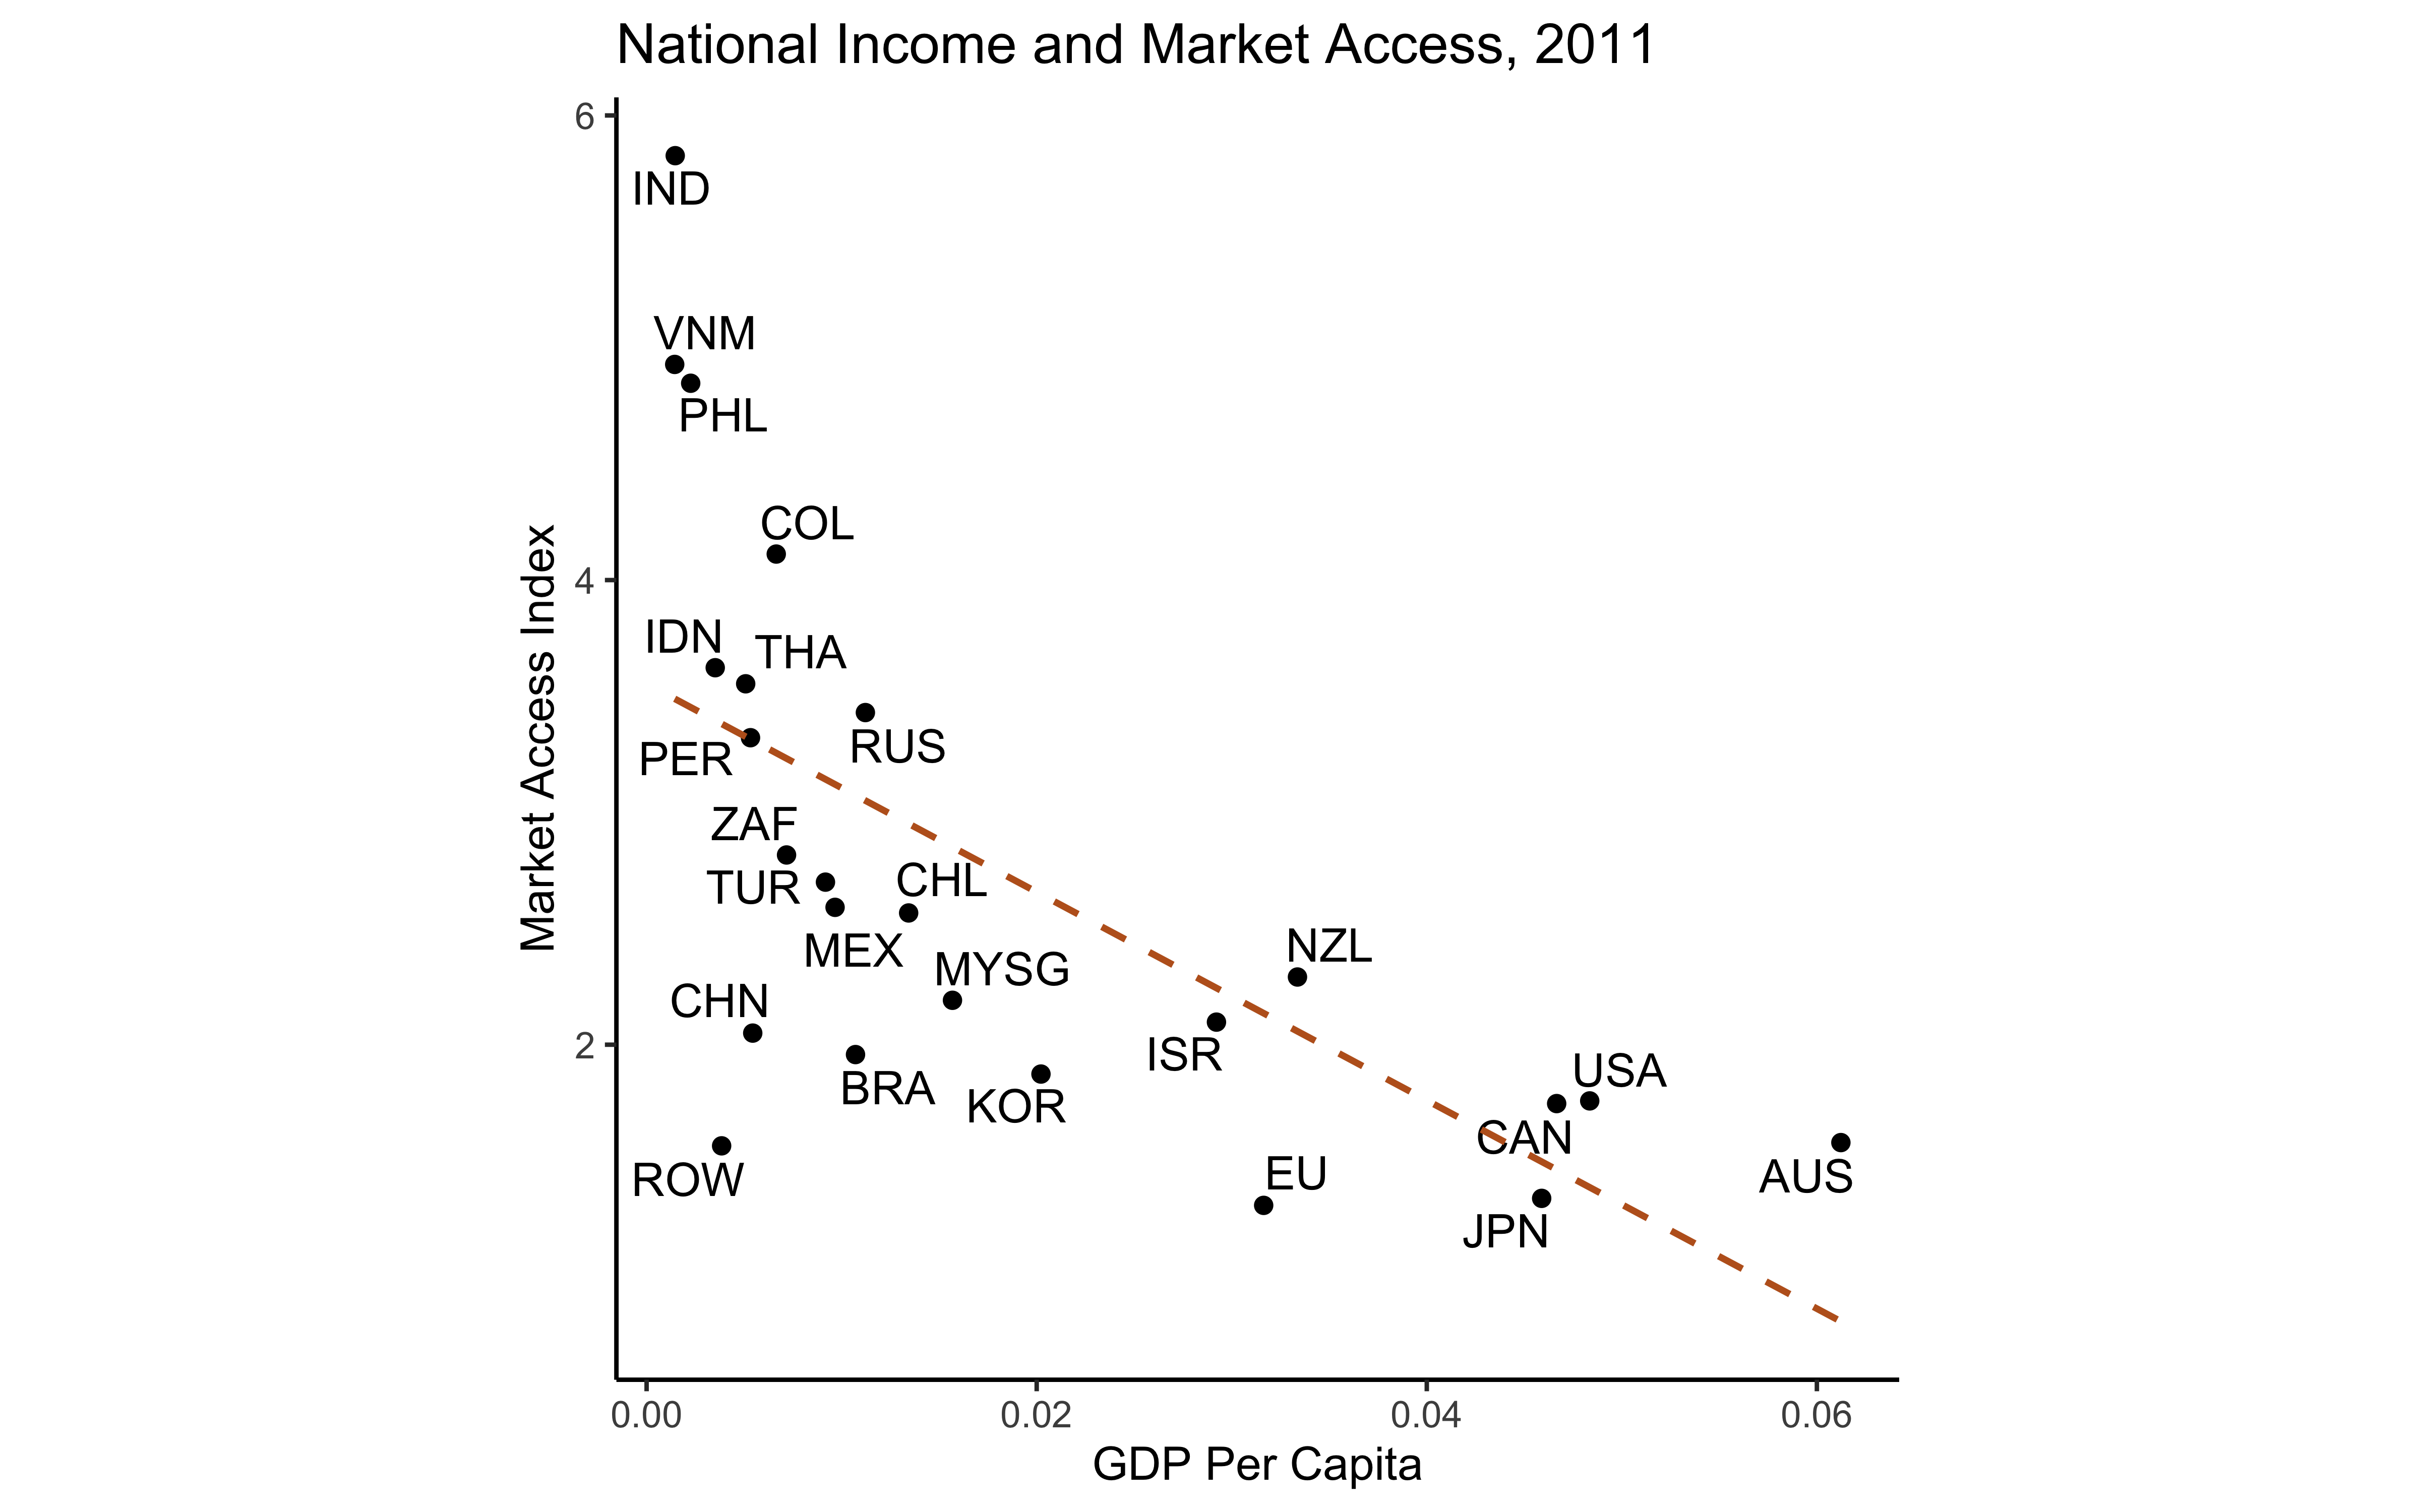 National Income and Market Access, 2011
6
IND
VNM
PHL
COL
4
IDN
THA
PER
RUS
ZAF
TUR
CHL
MEX
MYSG
NZL
CHN
2
ISR
BRA
KOR
USA
CAN
ROW
EU
AUS
JPN
Market Access Index
0.00 0.02 0.04 0.06
GDP Per Capita